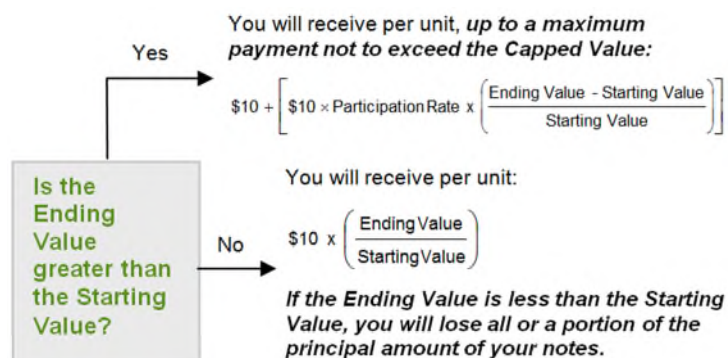 You will receive per unit, up to a maximum
payment not to exceed the Capped Value:
Yes
$10 + [ $10 × Participation Rate x ( Ending Value - Starting Value / Starting Value ) ]
Is the
Ending
Value
greater than
the Starting
Value?
No
You will receive per unit:
$10 x ( Ending Value / Starting Value )
If the Ending Value is less than the Starting
Value, you will lose all or a portion of the
principal amount of your notes.